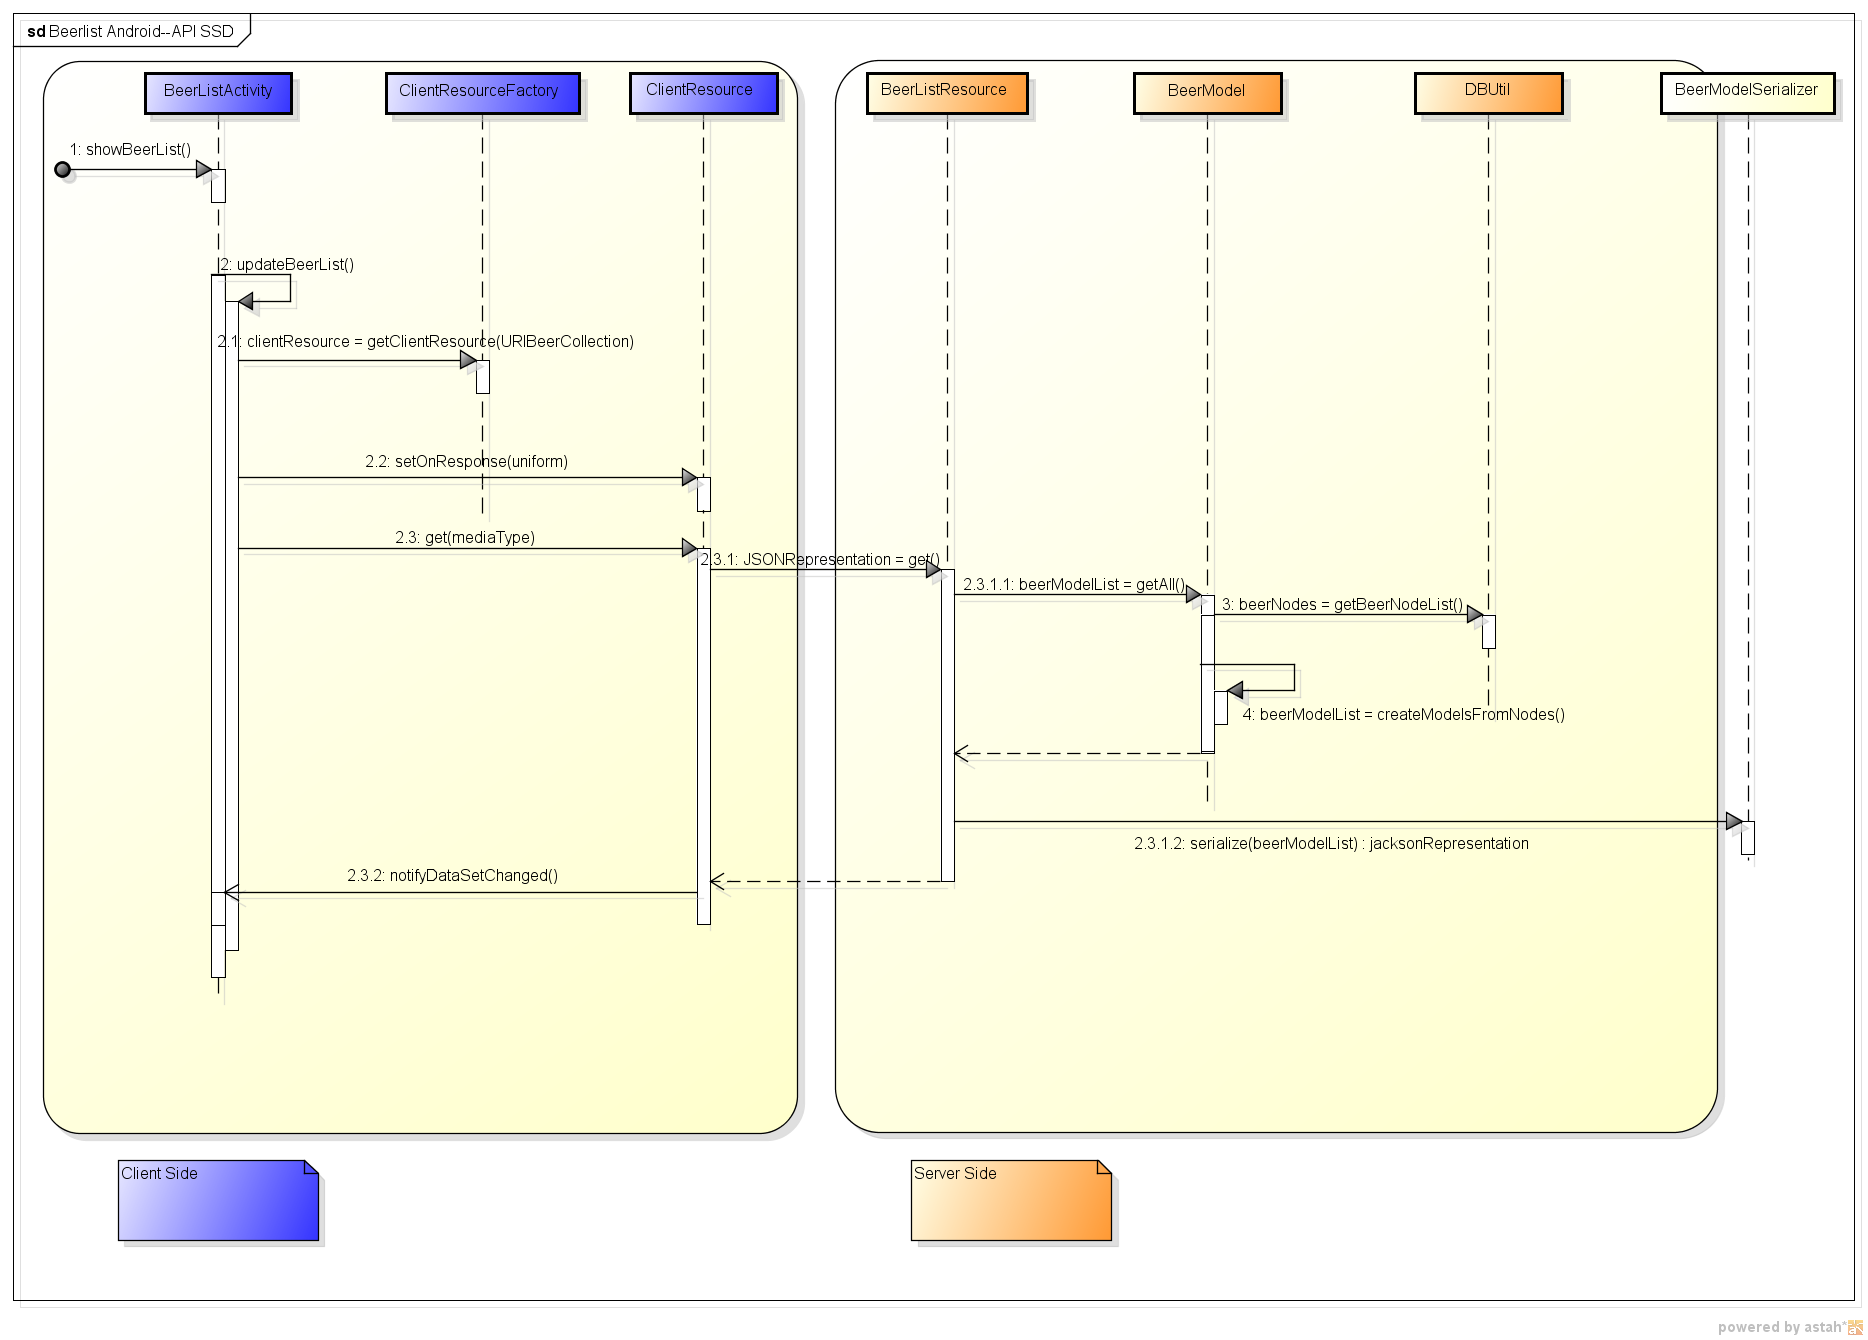 sd Beerlist Android--API SSD
BeerListActivity
ClientResourceFactory
ClientResource
BeerListResource
BeerModel
DBUtil
BeerModelSerializer
1: showBeerList()
2: updateBeerList()
2.1: clientResource = getClientResource(URIBeerCollection)
2.2: setOnResponse(uniform)
2.3: get(mediaType)
2.3.1: JSONRepresentation = get()
2.3.1.1: beerModelList = getAll()
3: beerNodes = getBeerNodeList()
4: beerModelList = createModelsFromNodes()
2.3.1.2: serialize(beerModelList) : jacksonRepresentation
2.3.2: notifyDataSetChanged()
Client Side
Server Side
powered by astah*